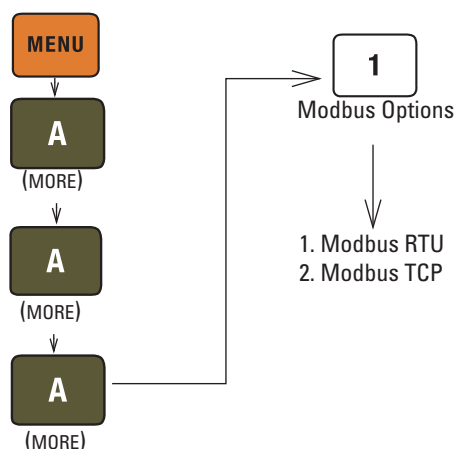 MENU
A
(MORE)
A
(MORE)
A
(MORE)
1
Modbus Options
1. Modbus RTU
2. Modbus TCP